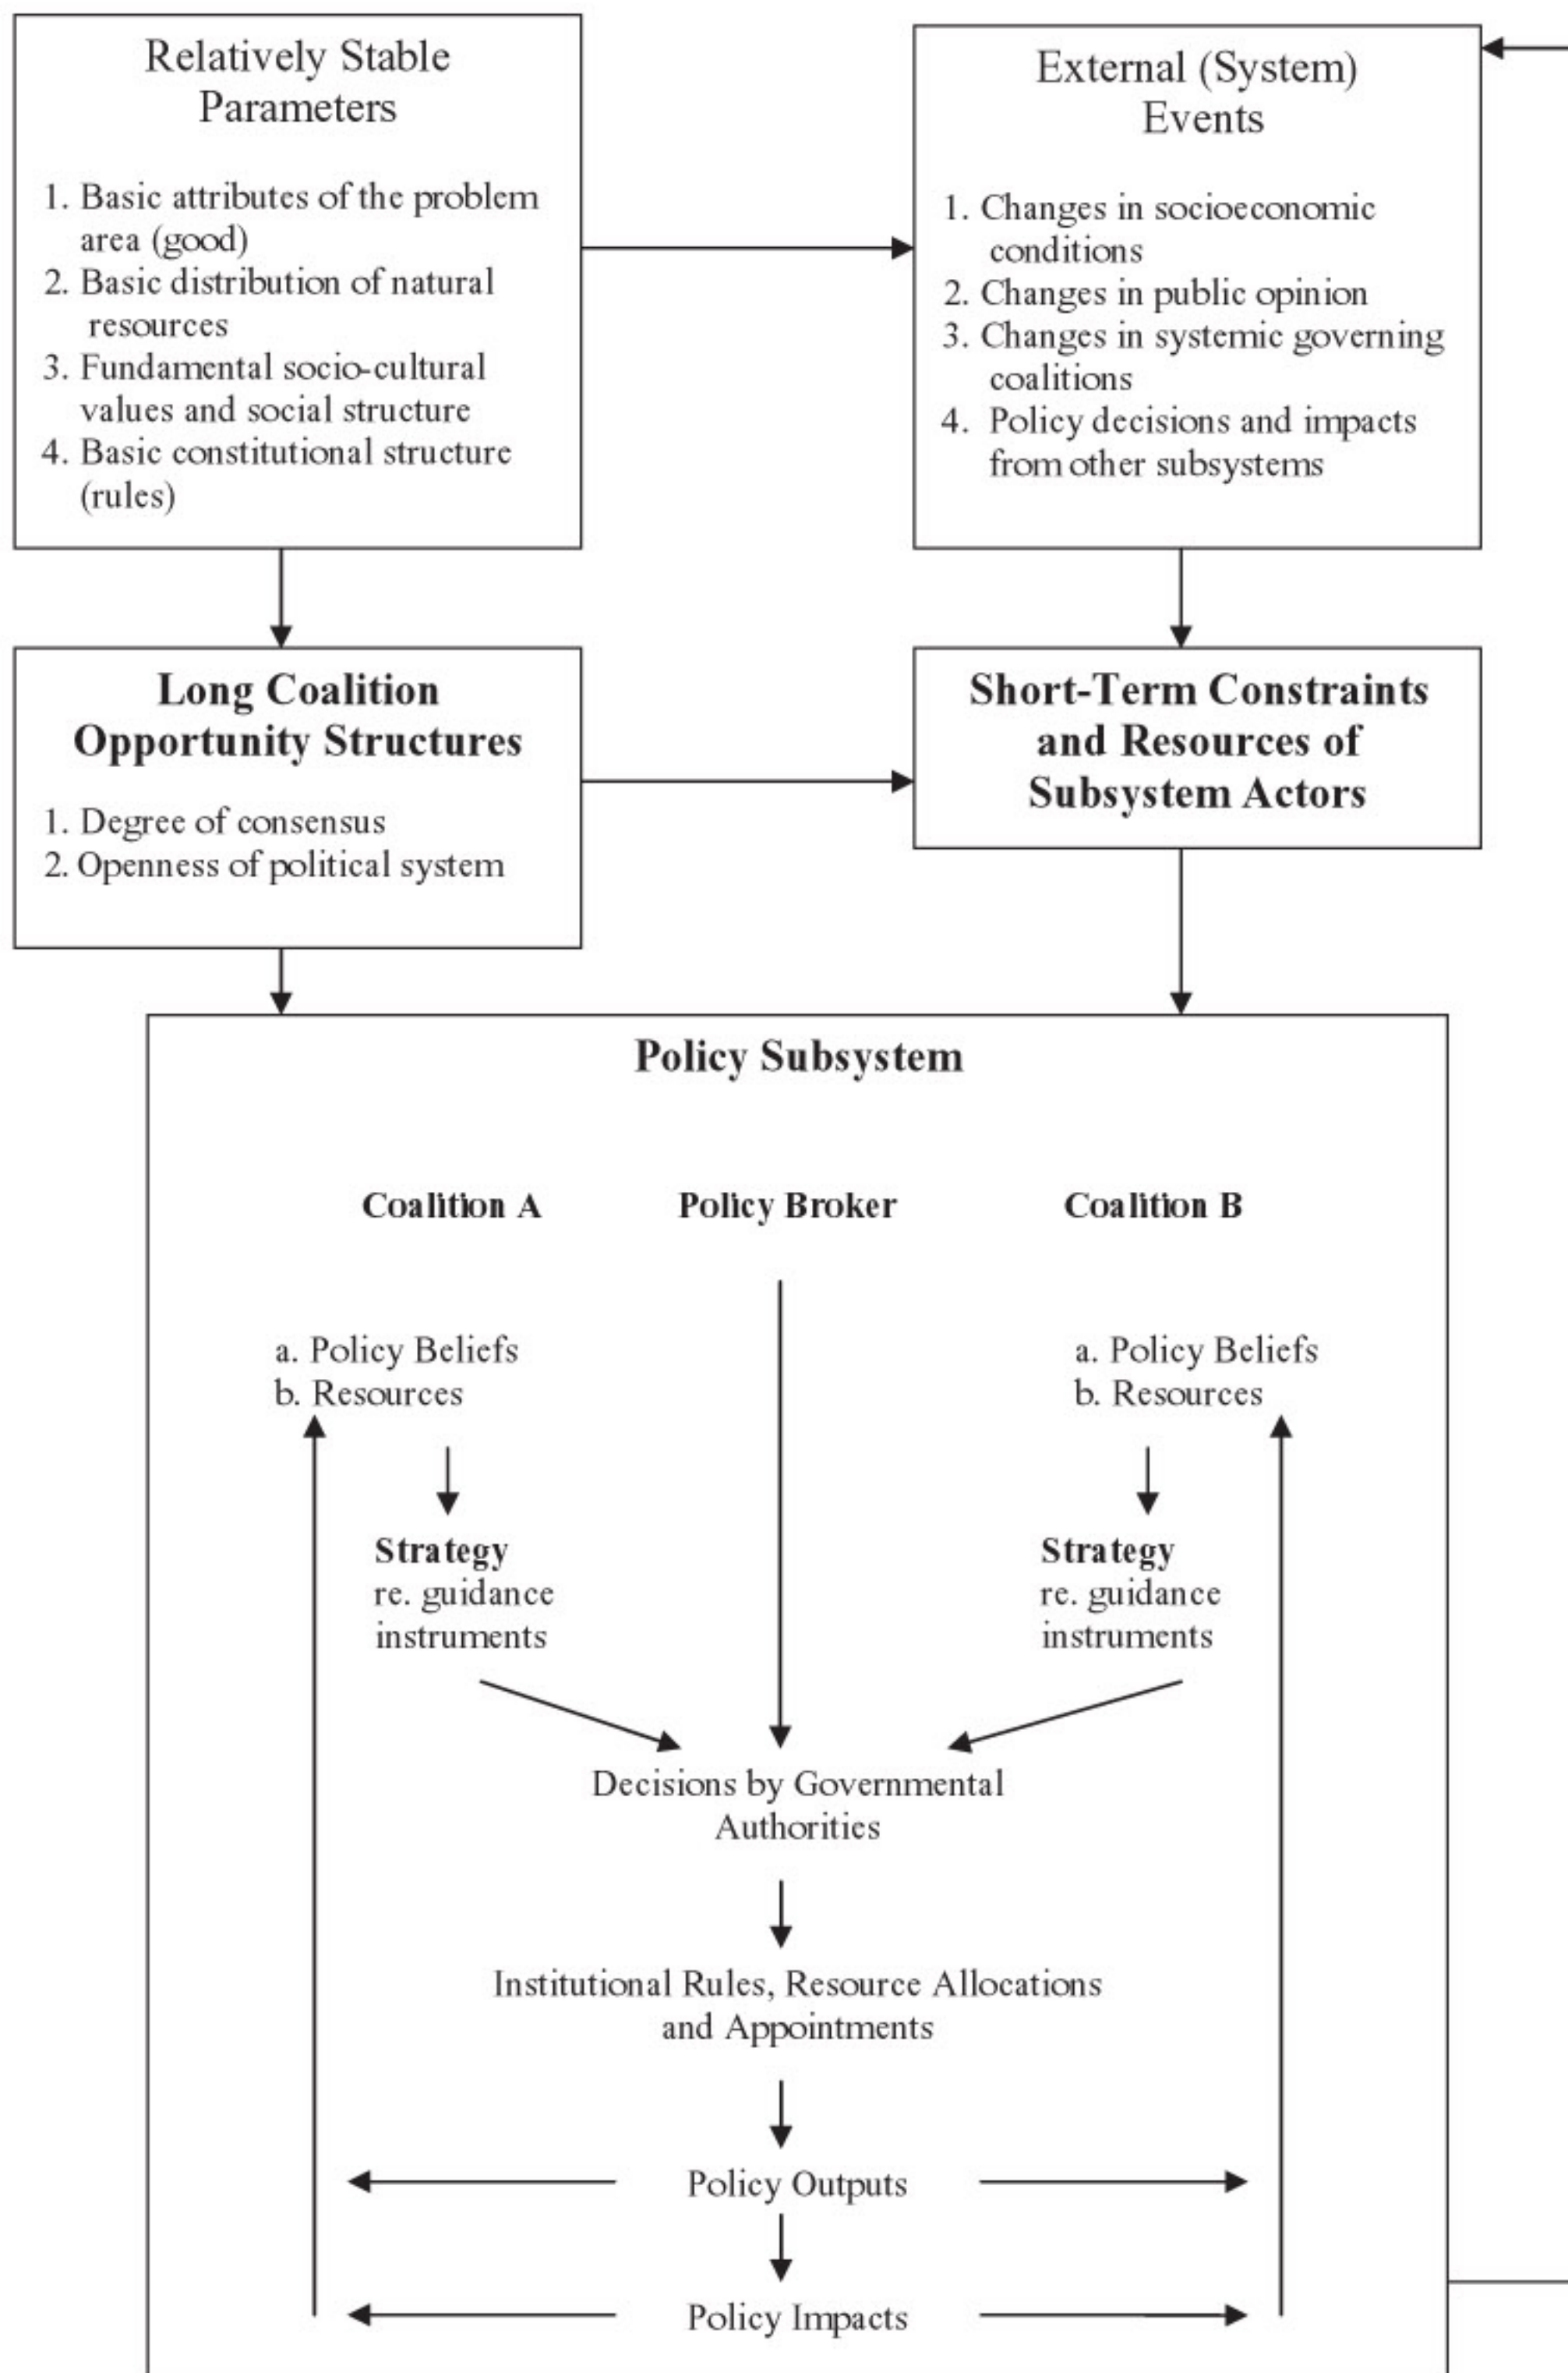 Relatively Stable
Parameters
1. Basic attributes of the problem
area (good)
2. Basic distribution of natural
resources
3. Fundamental socio-cultural
values and social structure
4. Basic constitutional structure
(rules)
External (System)
Events
1. Changes in socioeconomic
conditions
2. Changes in public opinion
3. Changes in systemic governing
coalitions
4. Policy decisions and impacts
from other subsystems
Long Coalition
Opportunity Structures
1. Degree of consensus
2. Openness of political system
Short-Term Constraints
and Resources of
Subsystem Actors
Policy Subsystem
Coalition A
Policy Broker
Coalition B
a. Policy Beliefs
b. Resources
a. Policy Beliefs
b. Resources
Strategy
re. guidance
instruments
Strategy
re. guidance
instruments
Decisions by Governmental
Authorities
Institutional Rules, Resource Allocations
and Appointments
Policy Outputs
Policy Impacts